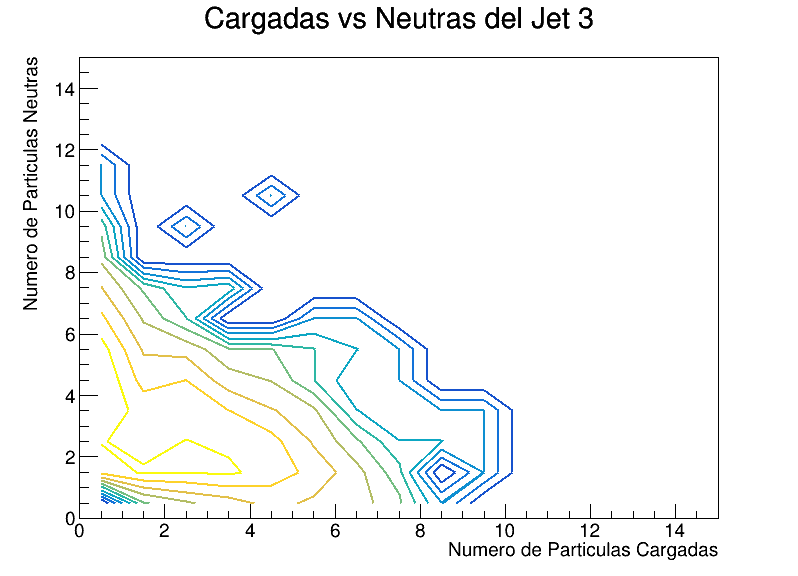 Cargadas vs Neutras del Jet 3
Numero de Particulas Neutras
14
12
10
8
6
4
2
0
0 2 4 6 8 10 12 14
Numero de Particulas Cargadas